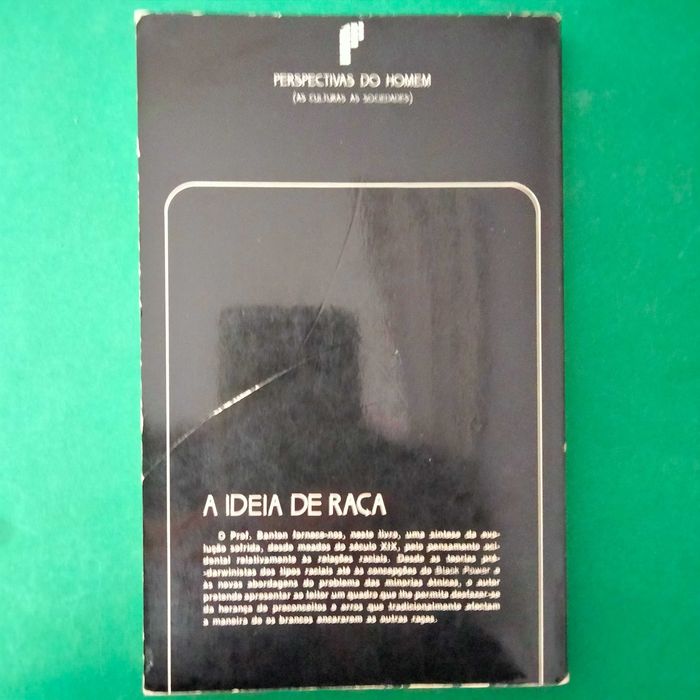 PERSPECTIVAS DO HOMEM
(AS CULTURAS AS SOCIEDADES)
A IDEIA DE RAÇA
O Prof. Banton fornece-nos, neste livro, uma síntese da evo-
lução sofrida, desde meados do século XIX, pelo pensamento oci-
dental relativamente às relações raciais. Desde as teorias pré-
-darwinistas dos tipos raciais até às concepções do Black Power e
às novas abordagens do problema das minorias étnicas, o autor
pretende apresentar ao leitor um quadro que lhe permita desfazer-se
da herança de preconceitos e erros que tradicionalmente afectam
a maneira de os brancos encararem as outras raças.